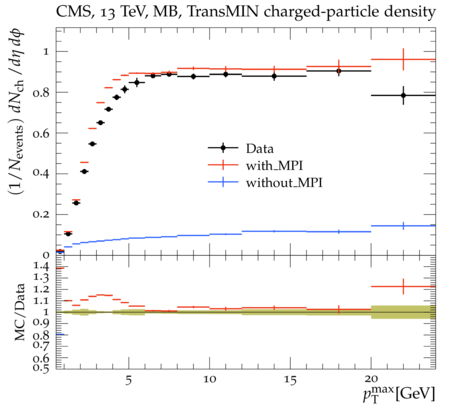 CMS, 13 TeV, MB, TransMIN charged-particle density
(1/N_events) dN_ch/dη dϕ
1
0.8
0.6
0.4
0.2
0
Data
with_MPI
without_MPI
MC/Data
1.4
1.3
1.2
1.1
1
0.9
0.8
0.7
0.6
0.5
5 10 15 20
p_T^max[GeV]